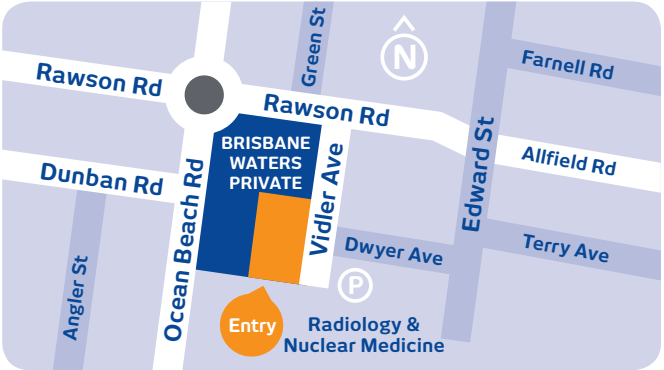 Green St
N
Farnell Rd
Rawson Rd
Rawson Rd
BRISBANE
WATERS
PRIVATE
Edward St
Allfield Rd
Dunban Rd
Ocean Beach Rd
Vidler Ave
Dwyer Ave
Terry Ave
Angler St
P
Entry
Radiology &
Nuclear Medicine